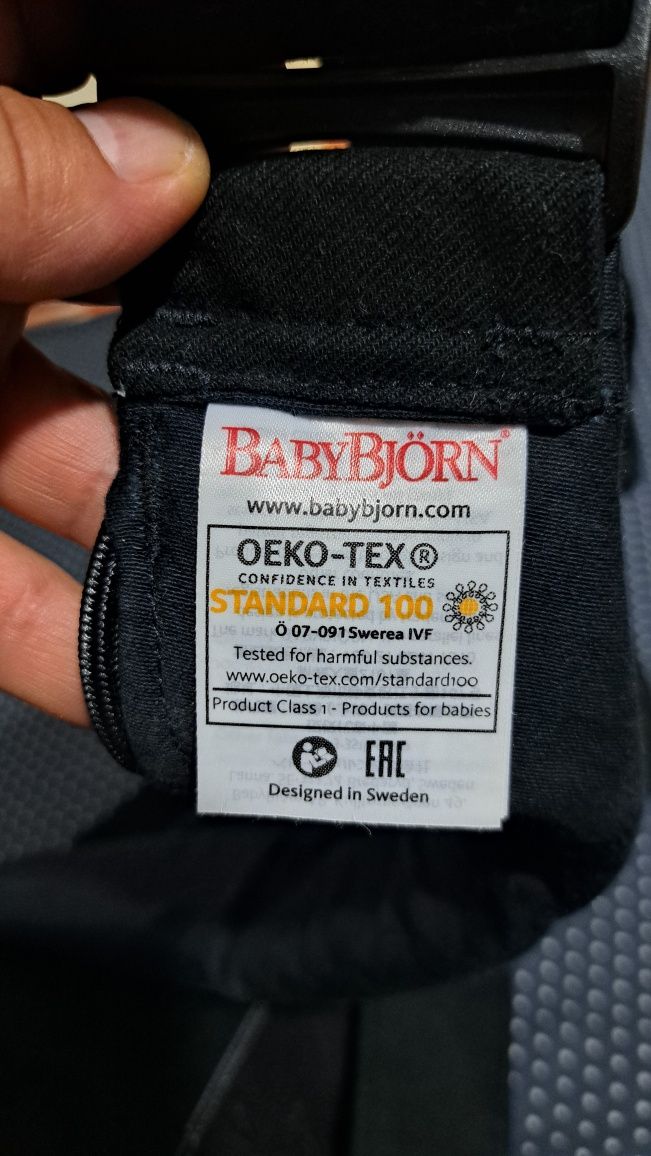 BABYBJÖRN®
www.babybjorn.com
OEKO-TEX®
CONFIDENCE IN TEXTILES
STANDARD 100
Ö 07-091 Swerea IVF
Tested for harmful substances.
www.oeko-tex.com/standard100
Product Class 1 - Products for babies
EAC
Designed in Sweden